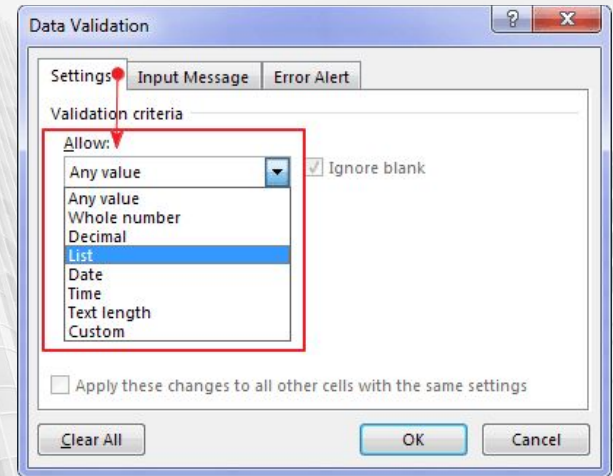 Data Validation
Settings Input Message Error Alert
Validation criteria
Allow:
Any value Ignore blank
Any value
Whole number
Decimal
List
Date
Time
Text length
Custom
Apply these changes to all other cells with the same settings
Clear All OK Cancel